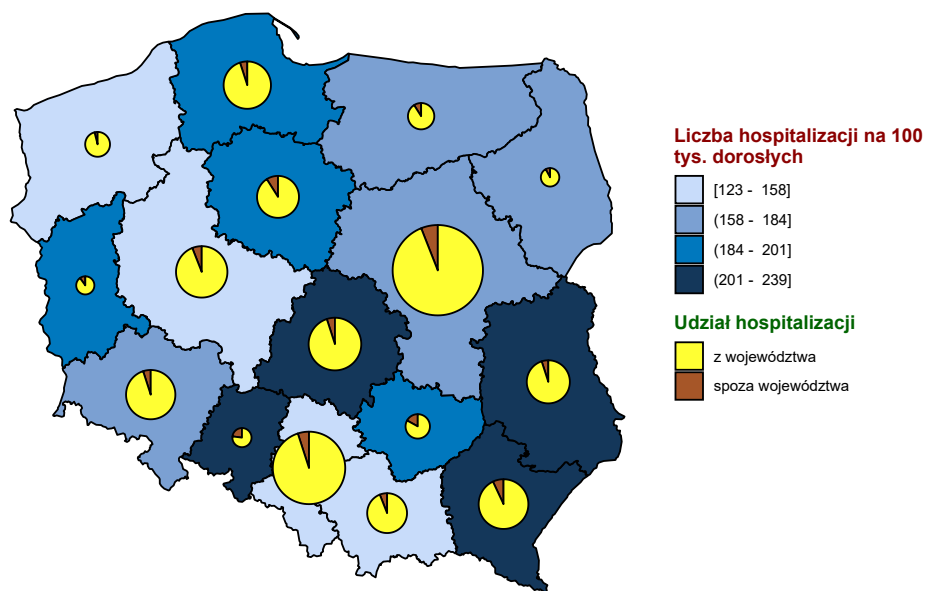 Liczba hospitalizacji na 100
tys. dorosłych
[123 - 158]
(158 - 184]
(184 - 201]
(201 - 239]
Udział hospitalizacji
z województwa
spoza województwa